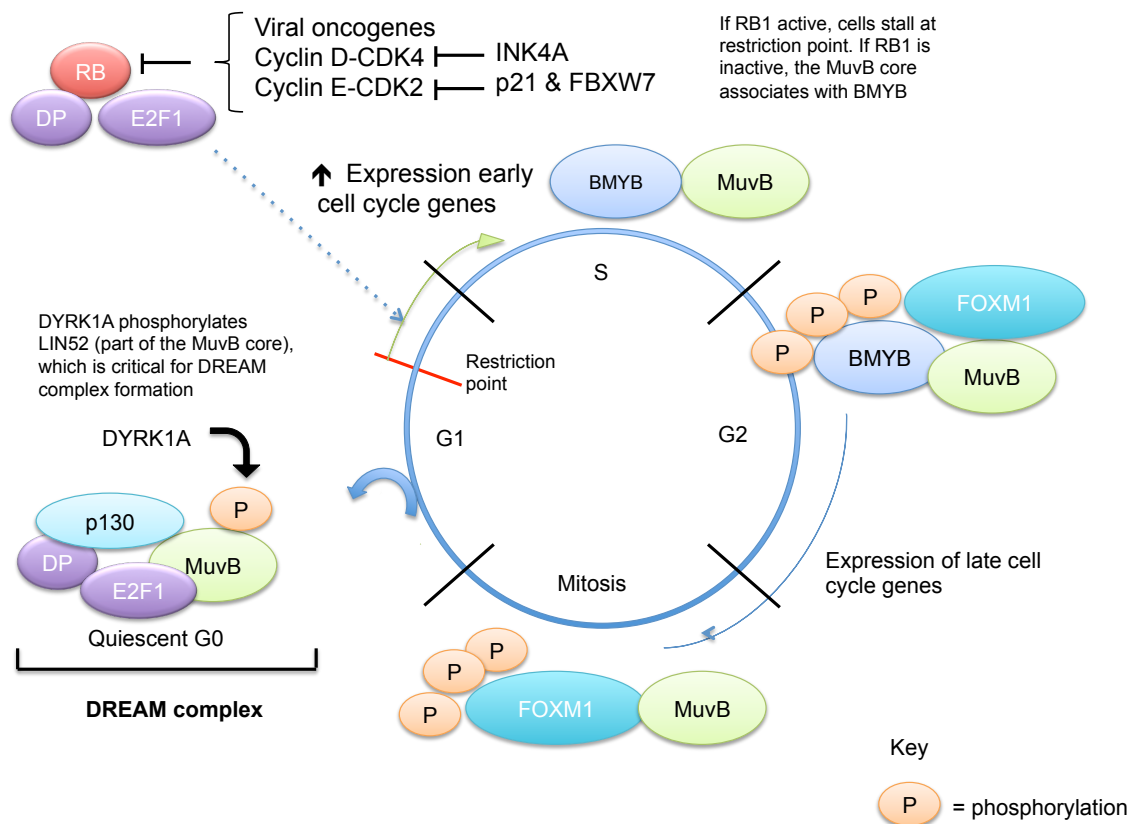 Viral oncogenes
Cyclin D-CDK4
INK4A
Cyclin E-CDK2
p21 & FBXW7
RB
DP
E2F1
If RB1 active, cells stall at
restriction point. If RB1 is
inactive, the MuvB core
associates with BMYB
Expression early
cell cycle genes
BMYB
MuvB
S
P
P
P
FOXM1
BMYB
MuvB
DYRK1A phosphorylates
LIN52 (part of the MuvB core),
which is critical for DREAM
complex formation
Restriction
point
G1
G2
DYRK1A
P
p130
DP
E2F1
MuvB
Quiescent G0
DREAM complex
Mitosis
Expression of late cell
cycle genes
P
P
P
FOXM1
MuvB
Key
P
= phosphorylation